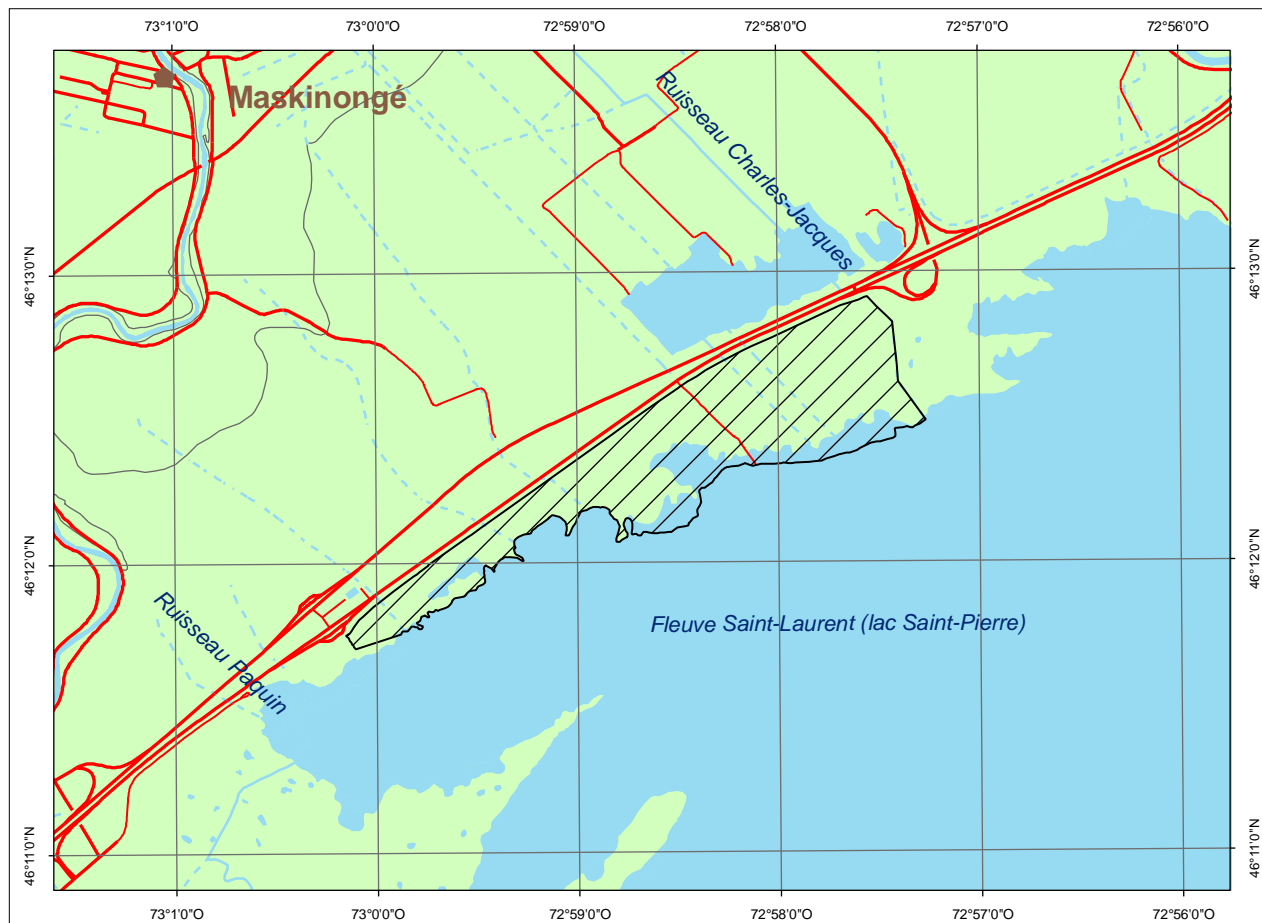 73°1'0"O 73°0'0"O 72°59'0"O 72°58'0"O 72°57'0"O 72°56'0"O
Maskinongé
Ruisseau Charles-Jacques
46°13'0"N 46°13'0"N
46°12'0"N 46°12'0"N
Ruisseau Paquin
Fleuve Saint-Laurent (lac Saint-Pierre)
46°11'0"N 46°11'0"N
73°1'0"O 73°0'0"O 72°59'0"O 72°58'0"O 72°57'0"O 72°56'0"O